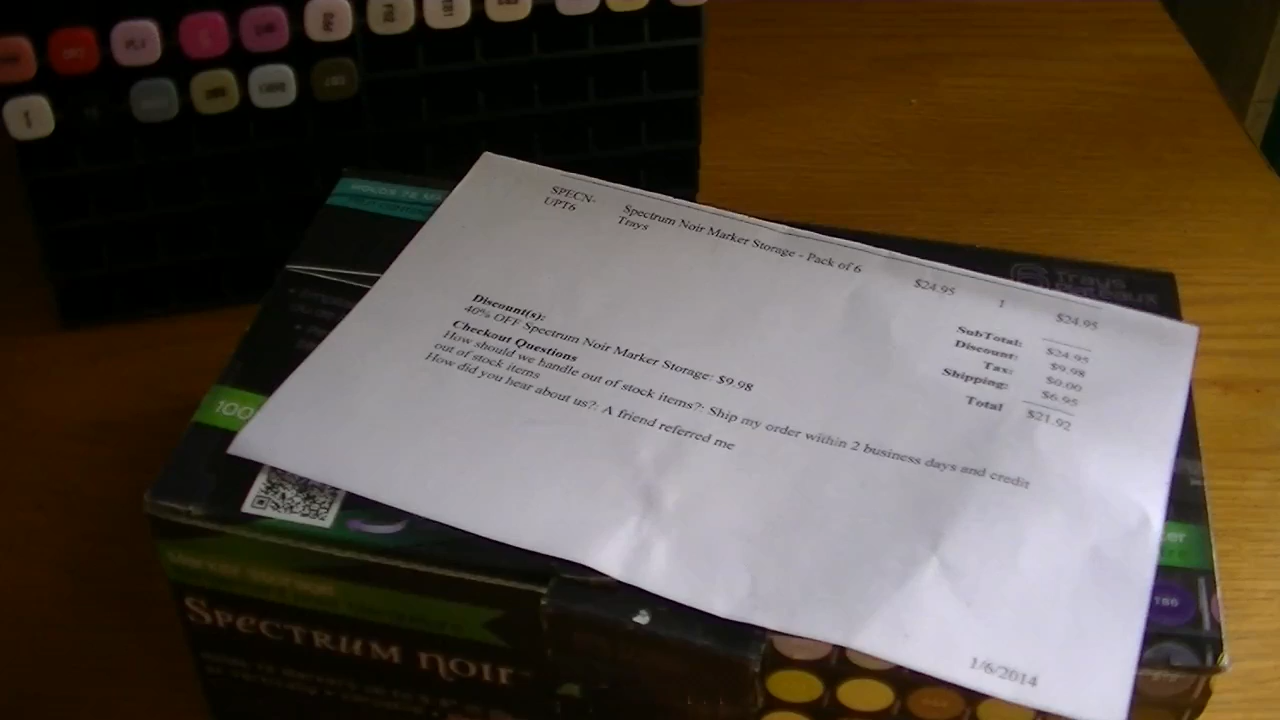 SPECN-
UPT6
Spectrum Noir Marker Storage - Pack of 6
Trays
$24.95
1
$24.95
SubTotal: $24.95
Discount: $9.98
Tax: $0.00
Shipping: $6.95
Total $21.92
Discount(s):
40% OFF Spectrum Noir Marker Storage: $9.98
Checkout Questions
How should we handle out of stock items?: Ship my order within 2 business days and credit
out of stock items
How did you hear about us?: A friend referred me
1/6/2014
Trays
100
SPECTRUM NOIR